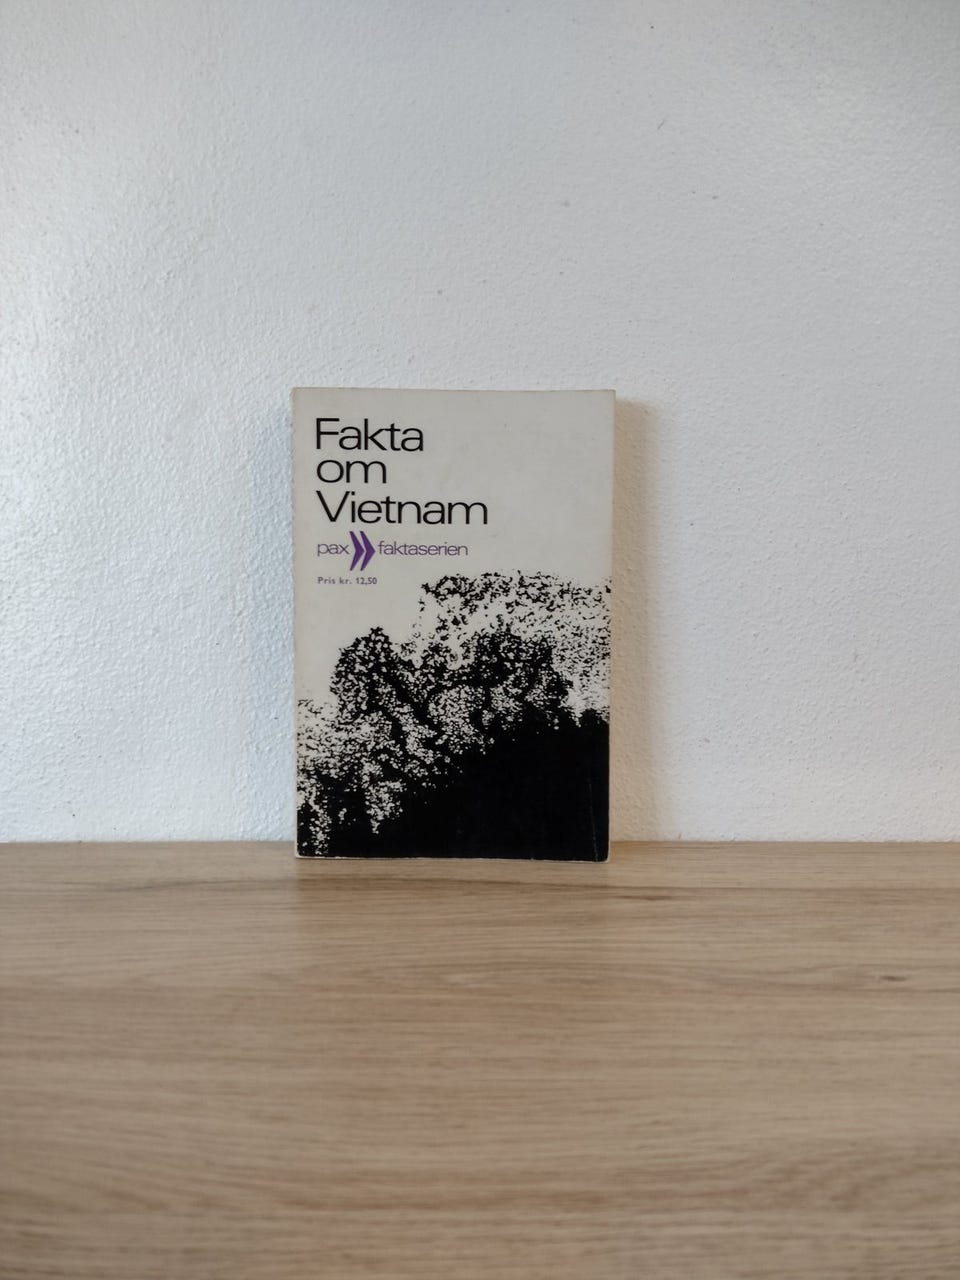 Fakta
om
Vietnam
pax faktaserien
Pris kr. 12,50